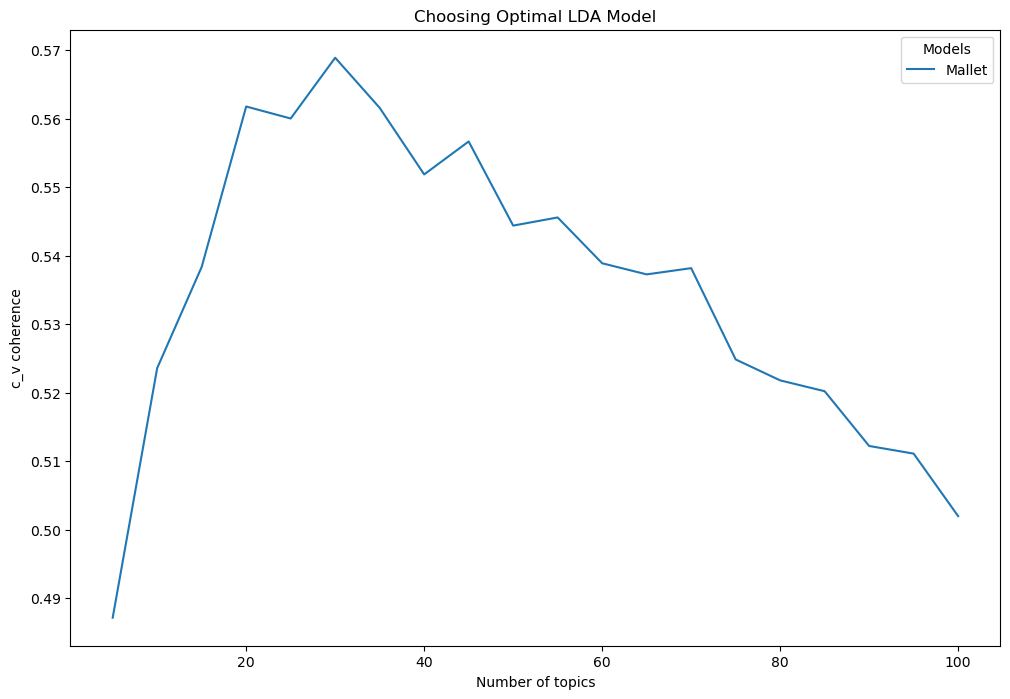 Choosing Optimal LDA Model
Models
Mallet
c_v coherence
0.57
0.56
0.55
0.54
0.53
0.52
0.51
0.50
0.49
20 40 60 80 100
Number of topics